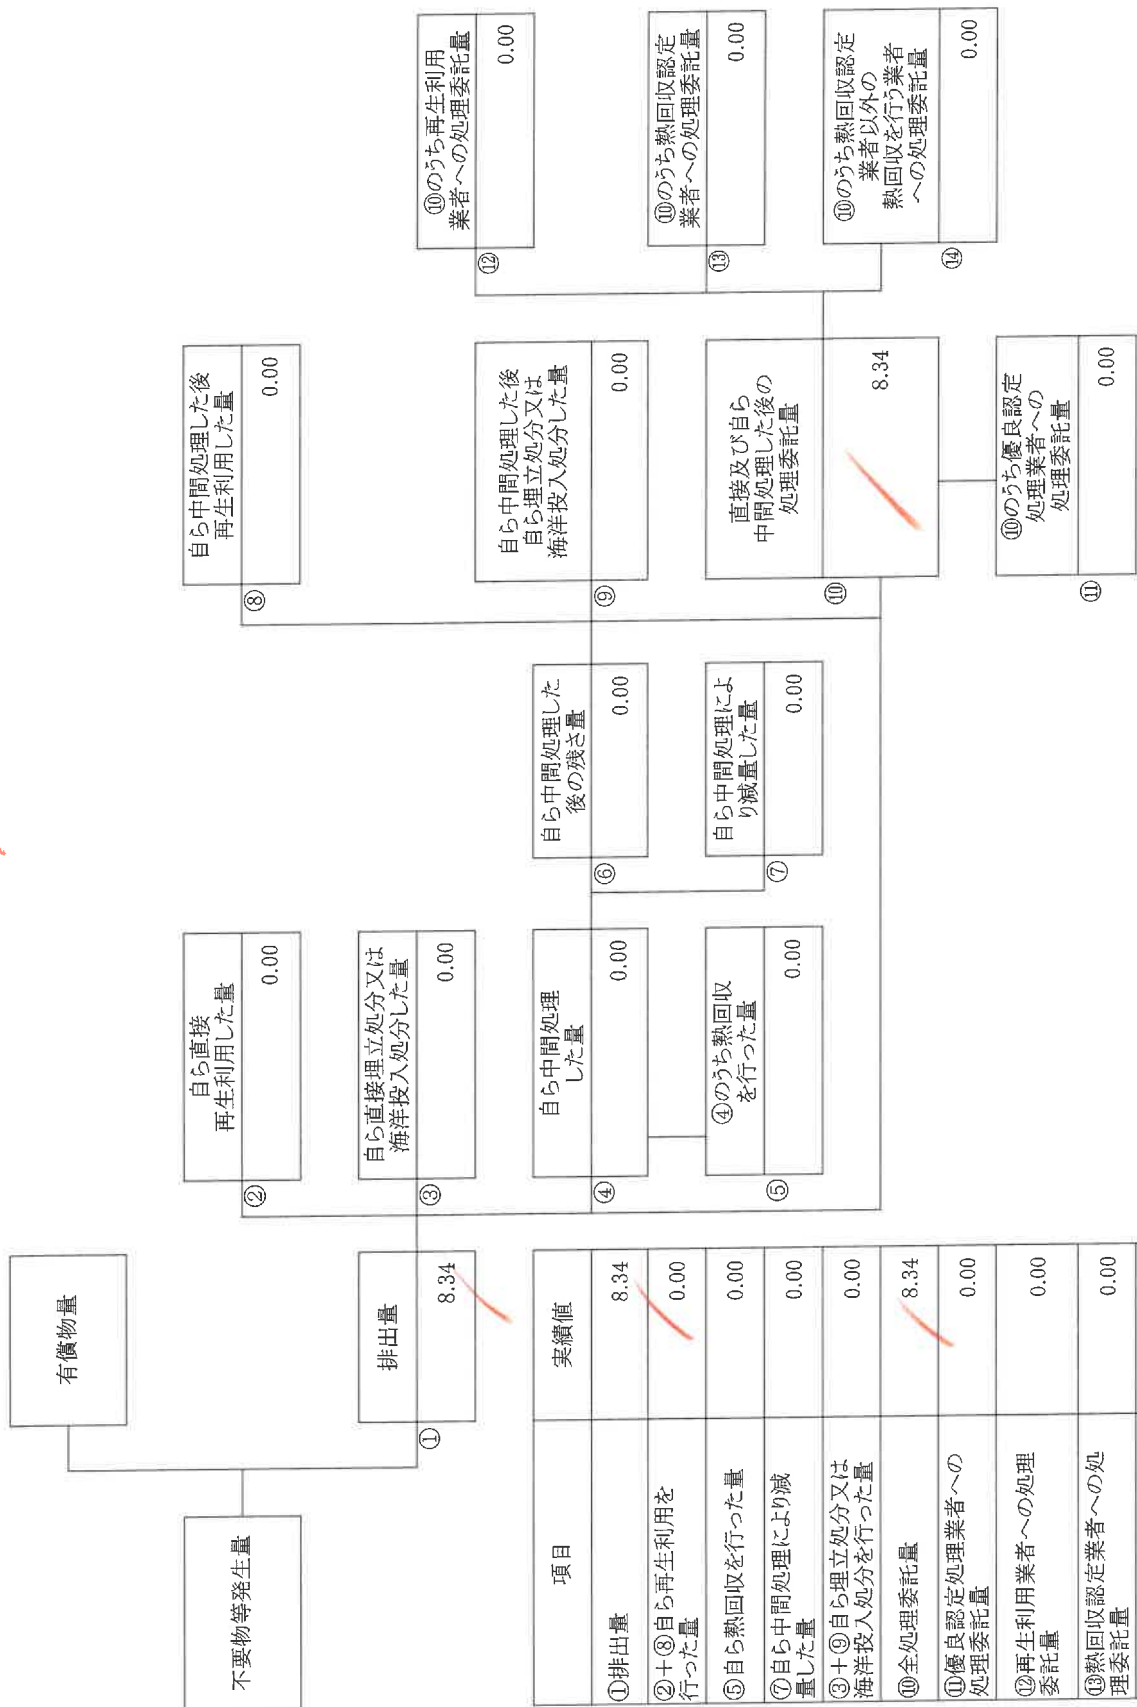 不要物等発生量
有償物量
①
排出量
8.34
②
自ら直接
再生利用した量
0.00
③
自ら直接埋立処分又は
海洋投入処分した量
0.00
④
自ら中間処理
した量
0.00
⑤
④のうち熱回収
を行った量
0.00
⑥
自ら中間処理した
後の残さ量
0.00
⑦
自ら中間処理によ
り減量した量
0.00
⑧
自ら中間処理した後
再生利用した量
0.00
⑨
自ら中間処理した後
自ら埋立処分又は
海洋投入処分した量
0.00
⑩
直接及び自ら
中間処理した後の
処理委託量
8.34
⑪
⑩のうち優良認定
処理業者への
処理委託量
0.00
⑫
⑩のうち再生利用
業者への処理委託量
0.00
⑬
⑩のうち熱回収認定
業者への処理委託量
0.00
⑭
⑩のうち熱回収認定
業者以外の
熱回収を行う業者
への処理委託量
0.00
項目 実績値
①排出量 8.34
②+⑧自ら再生利用を
行った量 0.00
⑤自ら熱回収を行った量 0.00
⑦自ら中間処理により減
量した量 0.00
③+⑨自ら埋立処分又は
海洋投入処分を行った量 0.00
⑩全処理委託量 8.34
⑪優良認定処理業者への
処理委託量 0.00
⑫再生利用業者への処理
委託量 0.00
⑬熱回収認定業者への処
理委託量 0.00